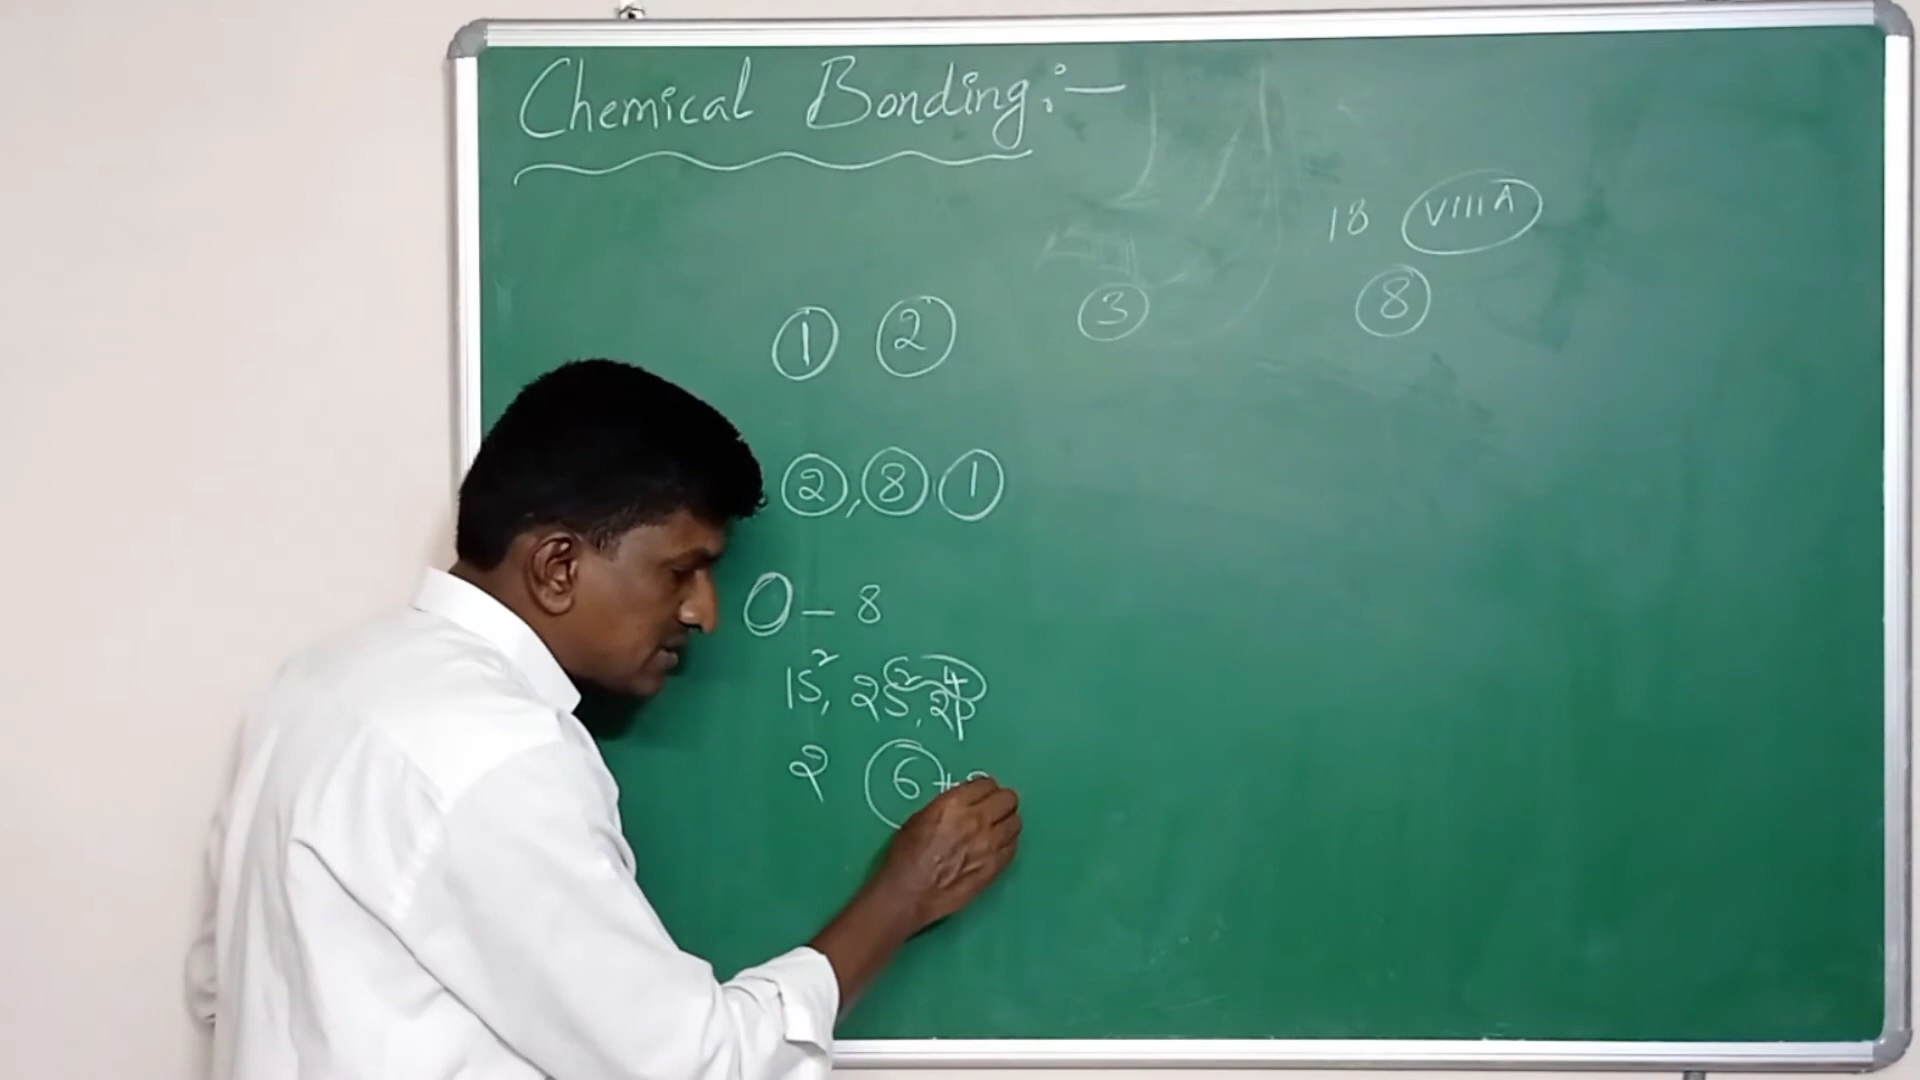 Chemical Bonding:-
18 VIIIA
1 2 3 8
2, 8, 1
O - 8
1S², 2S², 2P⁴
2 6 +